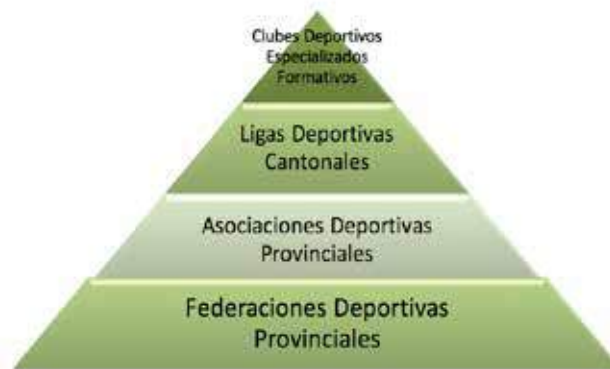 Clubes Deportivos
Especializados
Formativos
Ligas Deportivas
Cantonales
Asociaciones Deportivas
Provinciales
Federaciones Deportivas
Provinciales